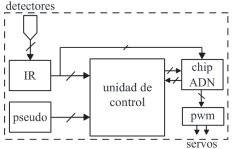 detectores
IR
unidad de
control
chip
ADN
pseudo
pwm
servos